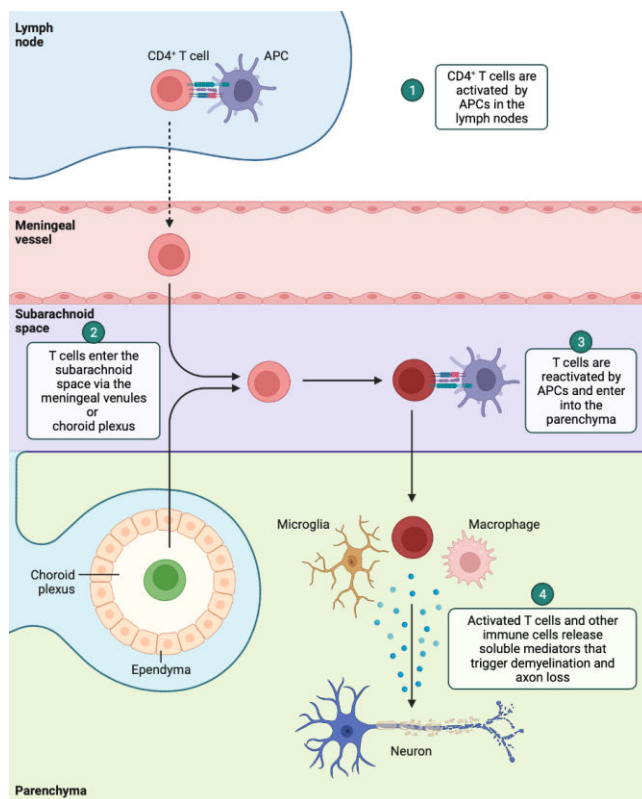 Lymph
node
CD4⁺ T cell
APC
1
CD4⁺ T cells are
activated by
APCs in the
lymph nodes
Meningeal
vessel
Subarachnoid
space
2
T cells enter the
subarachnoid
space via the
meningeal venules
or
choroid plexus
3
T cells are
reactivated by
APCs and enter
into the
parenchyma
Microglia
Macrophage
Choroid
plexus
Ependyma
4
Activated T cells and other
immune cells release
soluble mediators that
trigger demyelination and
axon loss
Neuron
Parenchyma